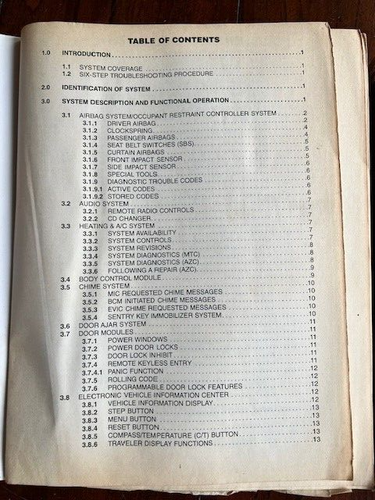 TABLE OF CONTENTS
1.0 INTRODUCTION .1
1.1 SYSTEM COVERAGE .1
1.2 SIX-STEP TROUBLESHOOTING PROCEDURE .1
2.0 IDENTIFICATION OF SYSTEM .1
3.0 SYSTEM DESCRIPTION AND FUNCTIONAL OPERATION .1
3.1 AIRBAG SYSTEM/OCCUPANT RESTRAINT CONTROLLER SYSTEM .2
3.1.1 DRIVER AIRBAG .2
3.1.2 CLOCKSPRING .4
3.1.3 PASSENGER AIRBAGS .4
3.1.4 SEAT BELT SWITCHES (SBS) .5
3.1.5 CURTAIN AIRBAGS .5
3.1.6 FRONT IMPACT SENSOR .6
3.1.7 SIDE IMPACT SENSOR .6
3.1.8 SPECIAL TOOLS .6
3.1.9 DIAGNOSTIC TROUBLE CODES .6
3.1.9.1 ACTIVE CODES .6
3.1.9.2 STORED CODES .7
3.2 AUDIO SYSTEM .7
3.2.1 REMOTE RADIO CONTROLS .7
3.2.2 CD CHANGER .7
3.3 HEATING & A/C SYSTEM .7
3.3.1 SYSTEM AVAILABILITY .7
3.3.2 SYSTEM CONTROLS .7
3.3.3 SYSTEM REVISIONS .8
3.3.4 SYSTEM DIAGNOSTICS (MTC) .8
3.3.5 SYSTEM DIAGNOSTICS (AZC) .8
3.3.6 FOLLOWING A REPAIR (AZC) .9
3.4 BODY CONTROL MODULE .9
3.5 CHIME SYSTEM 10
3.5.1 MIC REQUESTED CHIME MESSAGES 10
3.5.2 BCM INITIATED CHIME MESSAGES 10
3.5.3 EVIC CHIME MESSAGES 10
3.5.4 SENTRY KEY IMMOBILIZER SYSTEM 10
3.6 DOOR AJAR SYSTEM 11
3.7 DOOR MODULES .11
3.7.1 POWER WINDOWS .11
3.7.2 POWER DOOR LOCKS .11
3.7.3 DOOR LOCK INHIBIT .11
3.7.4 REMOTE KEYLESS ENTRY .11
3.7.4.1 PANIC FUNCTION .12
3.7.5 ROLLING CODE .12
3.7.6 PROGRAMMABLE DOOR LOCK FEATURES .12
3.8 ELECTRONIC VEHICLE INFORMATION CENTER .12
3.8.1 VEHICLE INFORMATION DISPLAY .12
3.8.2 STEP BUTTON .13
3.8.3 MENU BUTTON .13
3.8.4 RESET BUTTON .13
3.8.5 COMPASS/TEMPERATURE (C/T) BUTTON .13
3.8.6 TRAVELER DISPLAY FUNCTIONS .13
i